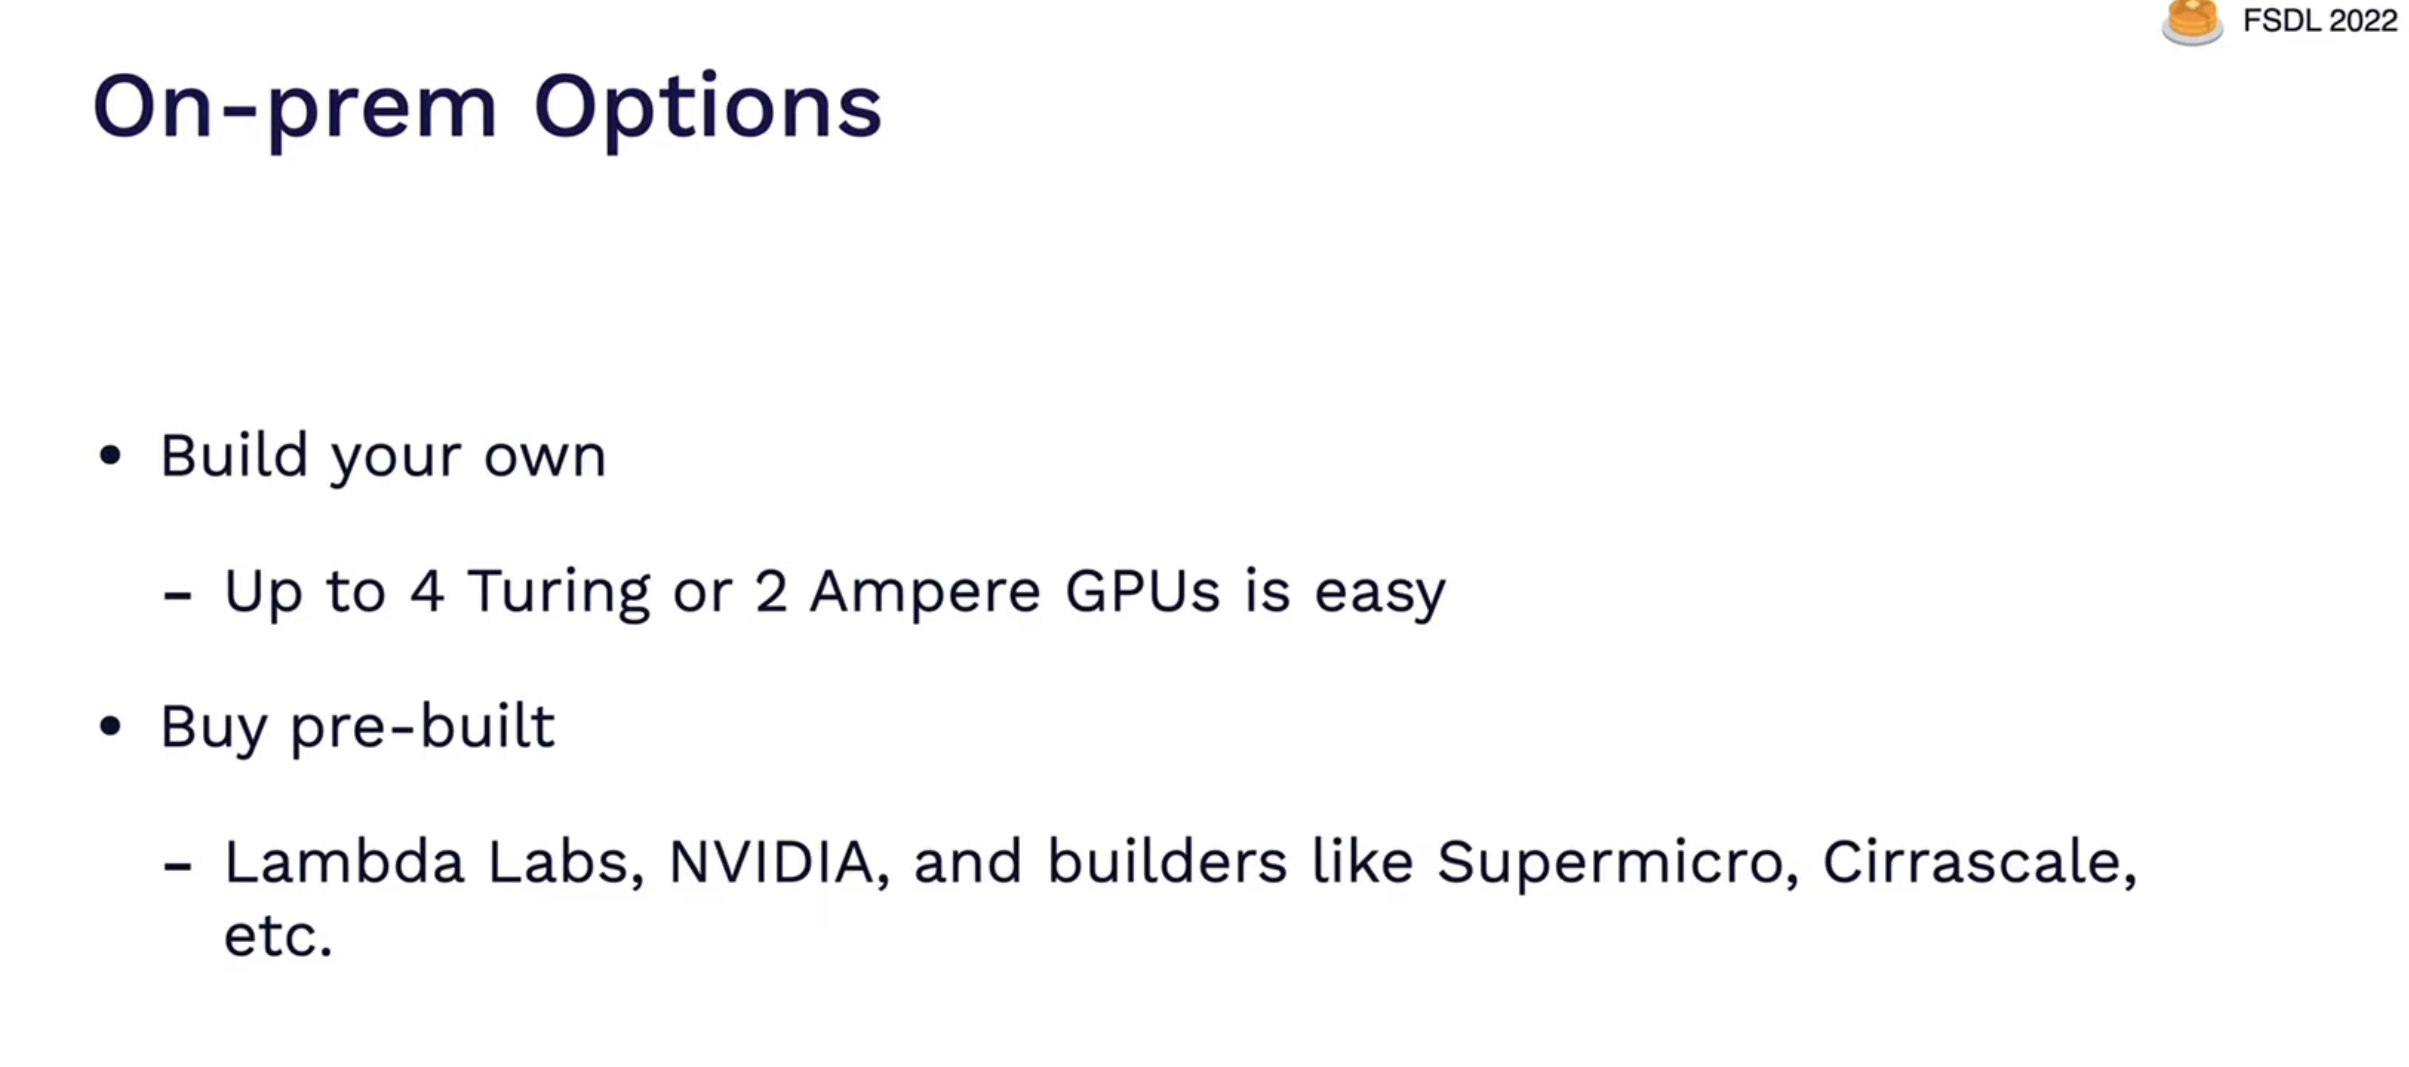 FSDL 2022
On-prem Options
• Build your own
– Up to 4 Turing or 2 Ampere GPUs is easy
• Buy pre-built
– Lambda Labs, NVIDIA, and builders like Supermicro, Cirrascale,
etc.